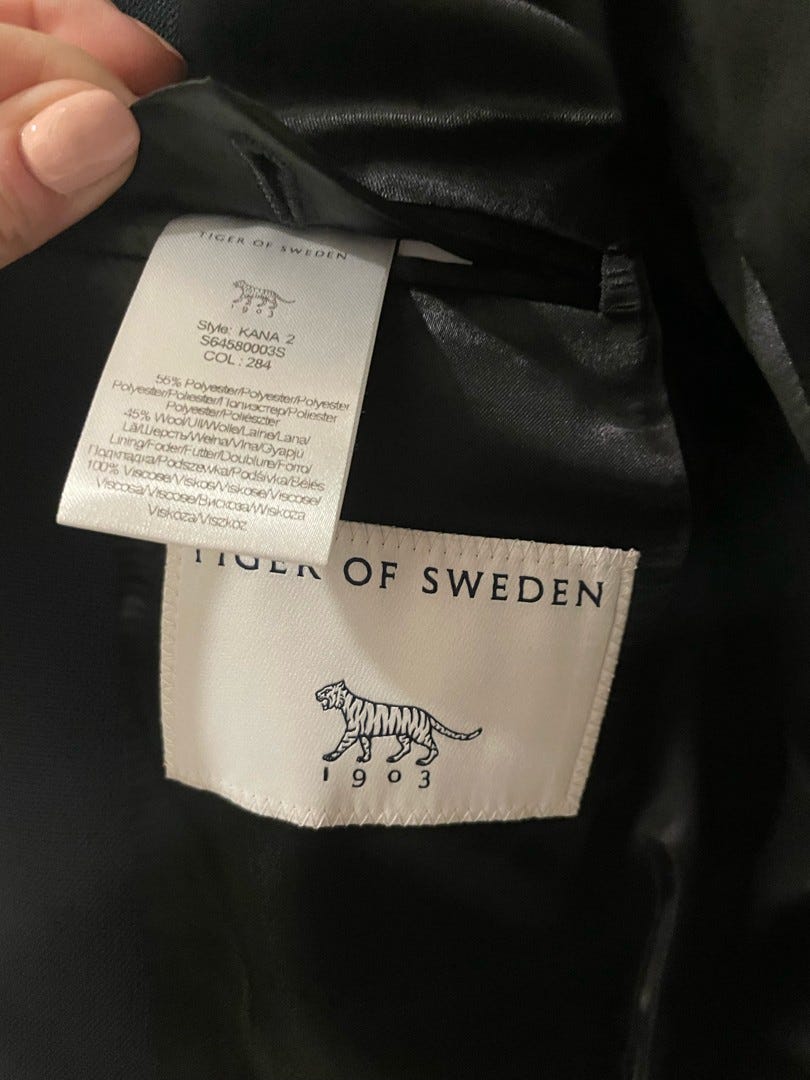 TIGER OF SWEDEN
1903
Style: KANA 2
S64580003S
COL: 284
55% Polyester/Polyester/Polyester
Polyester/Poliester/Полиэстер/Poliester
Polyester/Poliészter
45% Wool/Ull/Wolle/Laine/Lana/
Lã/Шерсть/Wełna/Vlna/Gyapjú
Lining/Foder/Futter/Doublure/Forro/
Подкладка/Podszewka/Podšívka/Bélés
100% Viscose/Viskos/Viskose/Viscose/
Viscosa/Viscose/Вискоза/Wiskoza
Viskóza/Viszkóz
TIGER OF SWEDEN
1903